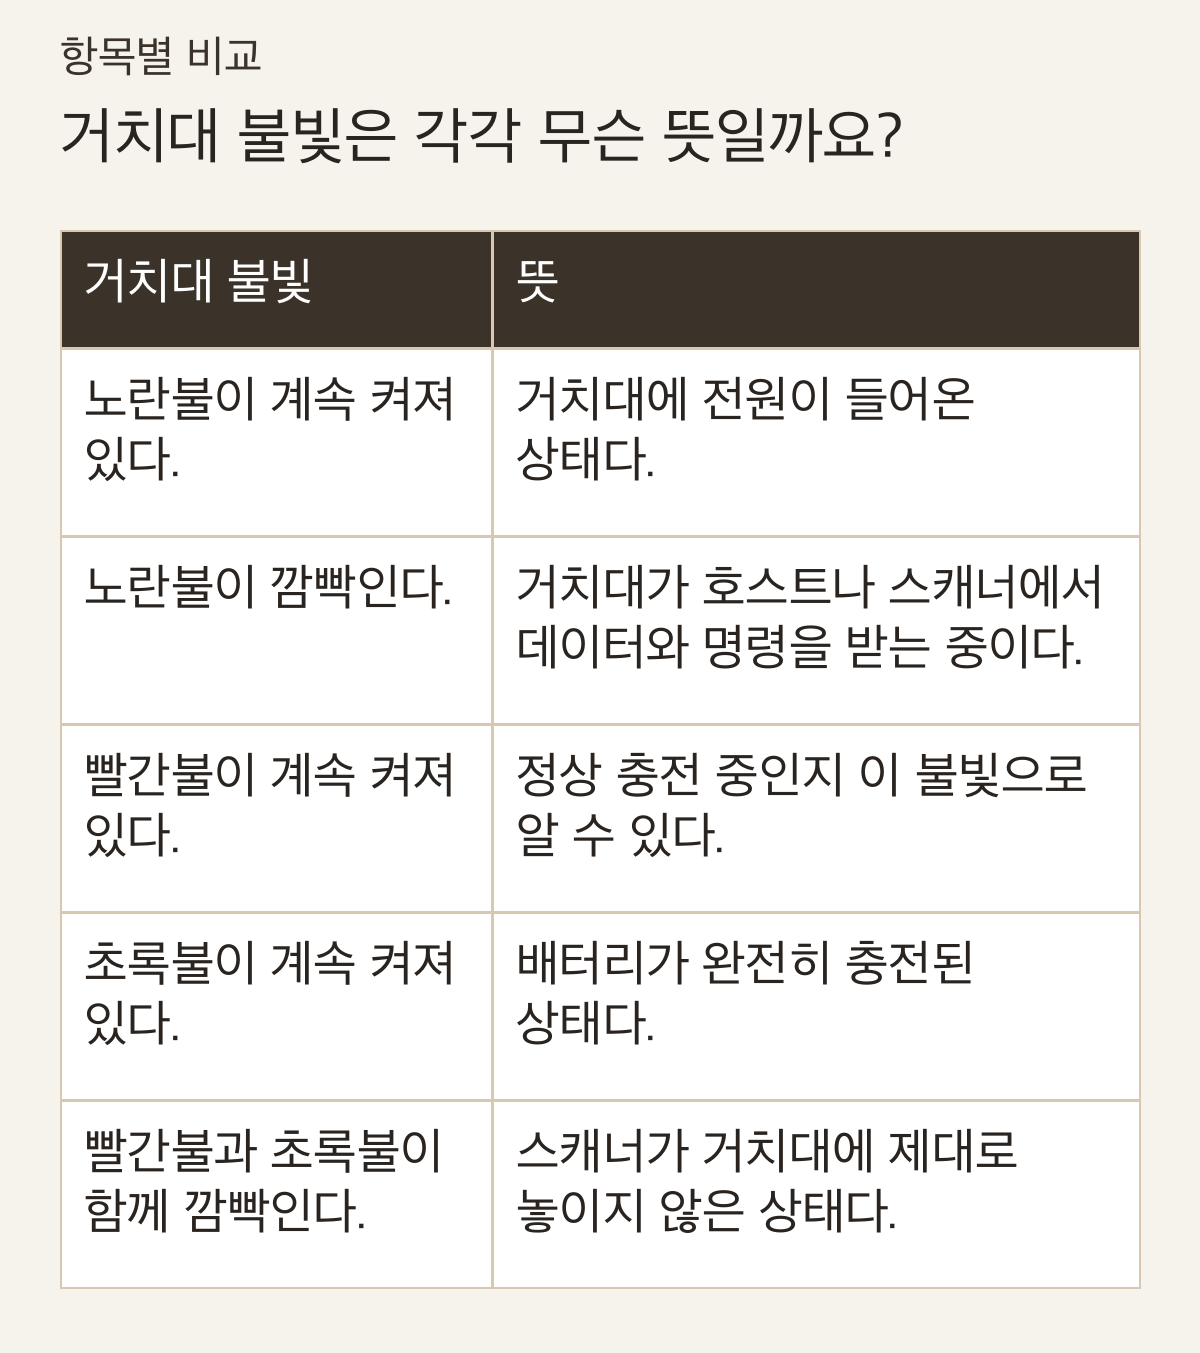 항목별 비교
거치대 불빛은 각각 무슨 뜻일까요?
거치대 불빛
뜻
노란불이 계속 켜져
있다.
거치대에 전원이 들어온
상태다.
노란불이 깜빡인다.
거치대가 호스트나 스캐너에서
데이터와 명령을 받는 중이다.
빨간불이 계속 켜져
있다.
정상 충전 중인지 이 불빛으로
알 수 있다.
초록불이 계속 켜져
있다.
배터리가 완전히 충전된
상태다.
빨간불과 초록불이
함께 깜빡인다.
스캐너가 거치대에 제대로
놓이지 않은 상태다.